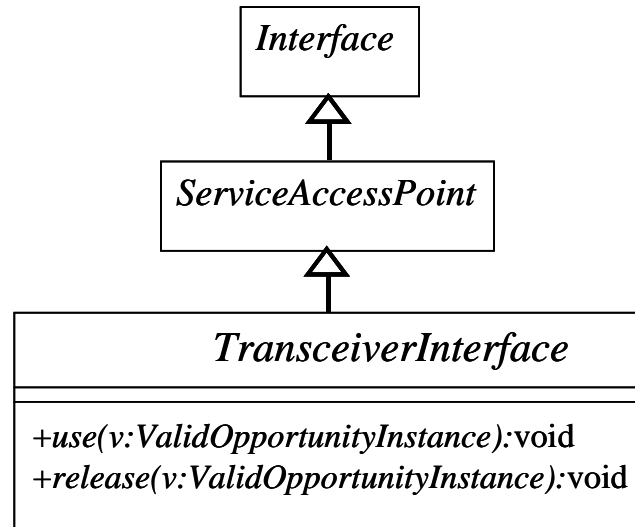 Interface
ServiceAccessPoint
TransceiverInterface
+use(v:ValidOpportunityInstance):void
+release(v:ValidOpportunityInstance):void